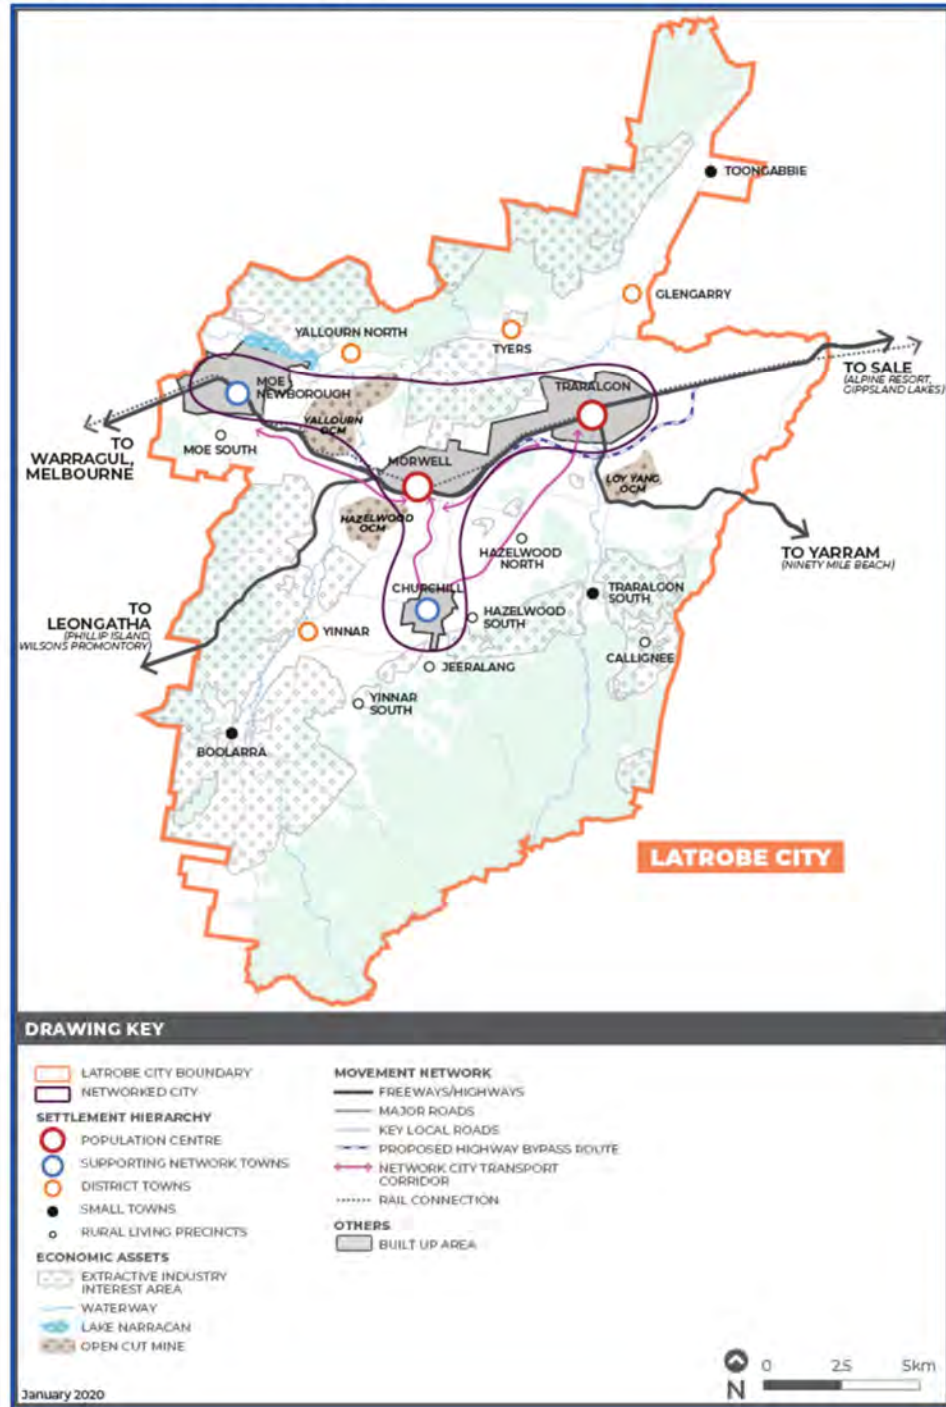 TOONGABBIE
GLENGARRY
YALLOURN NORTH
TYERS
TO SALE
(ALPINE RESORT,
GIPPSLAND LAKES)
MOE
NEWBOROUGH
TRARALGON
YALLOURN
OCM
TO
WARRAGUL,
MELBOURNE
MOE SOUTH
MORWELL
LOY YANG
OCM
HAZELWOOD
OCM
HAZELWOOD
NORTH
TO YARRAM
(NINETY MILE BEACH)
CHURCHILL
TRARALGON
SOUTH
TO
LEONGATHA
(PHILLIP ISLAND,
WILSONS PROMONTORY)
HAZELWOOD
SOUTH
YINNAR
CALLIGNEE
JEERALANG
YINNAR
SOUTH
BOOLARRA
LATROBE CITY
DRAWING KEY
LATROBE CITY BOUNDARY
NETWORKED CITY
SETTLEMENT HIERARCHY
POPULATION CENTRE
SUPPORTING NETWORK TOWNS
DISTRICT TOWNS
SMALL TOWNS
RURAL LIVING PRECINCTS
ECONOMIC ASSETS
EXTRACTIVE INDUSTRY
INTEREST AREA
WATERWAY
LAKE NARRACAN
OPEN CUT MINE
MOVEMENT NETWORK
FREEWAYS/HIGHWAYS
MAJOR ROADS
KEY LOCAL ROADS
PROPOSED HIGHWAY BYPASS ROUTE
NETWORK CITY TRANSPORT
CORRIDOR
RAIL CONNECTION
OTHERS
BUILT UP AREA
N
0 2.5 5km
January 2020